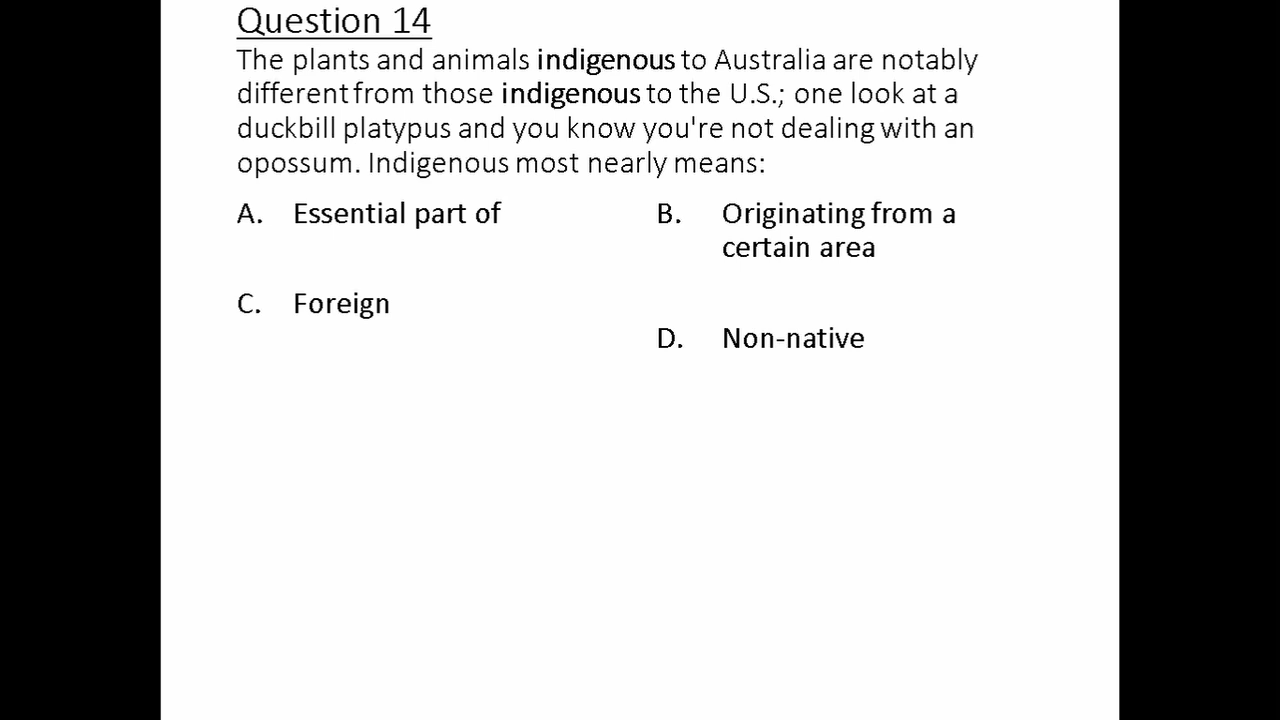 Question 14
The plants and animals indigenous to Australia are notably
different from those indigenous to the U.S.; one look at a
duckbill platypus and you know you're not dealing with an
opossum. Indigenous most nearly means:
A. Essential part of
B. Originating from a
certain area
C. Foreign
D. Non-native